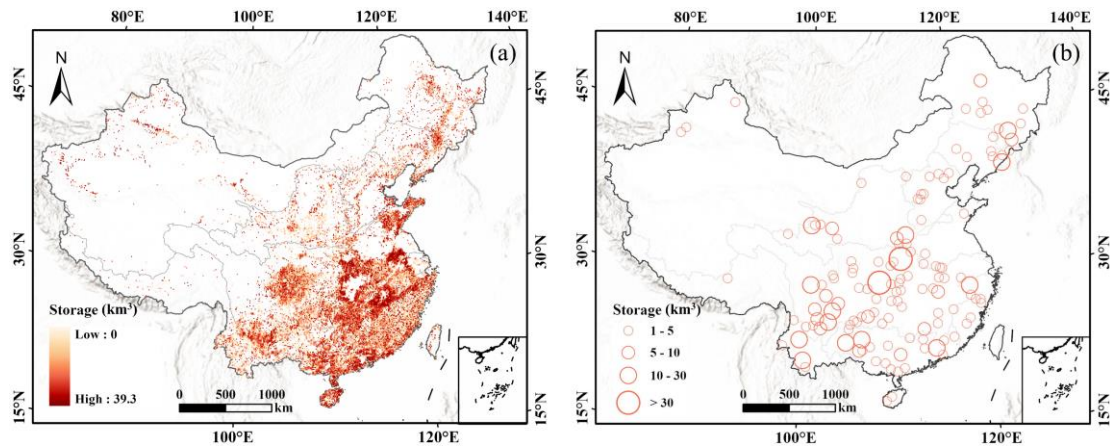 80°E 100°E 120°E 140°E
80°E 100°E 120°E 140°E
N (a)
N (b)
45°N 45°N 45°N 45°N
30°N 30°N 30°N 30°N
15°N 15°N 15°N 15°N
Storage (km³)
Low : 0
High : 39.3
0 500 1000
km
Storage (km³)
1 - 5
5 - 10
10 - 30
> 30
0 500 1000
km
100°E 120°E
100°E 120°E